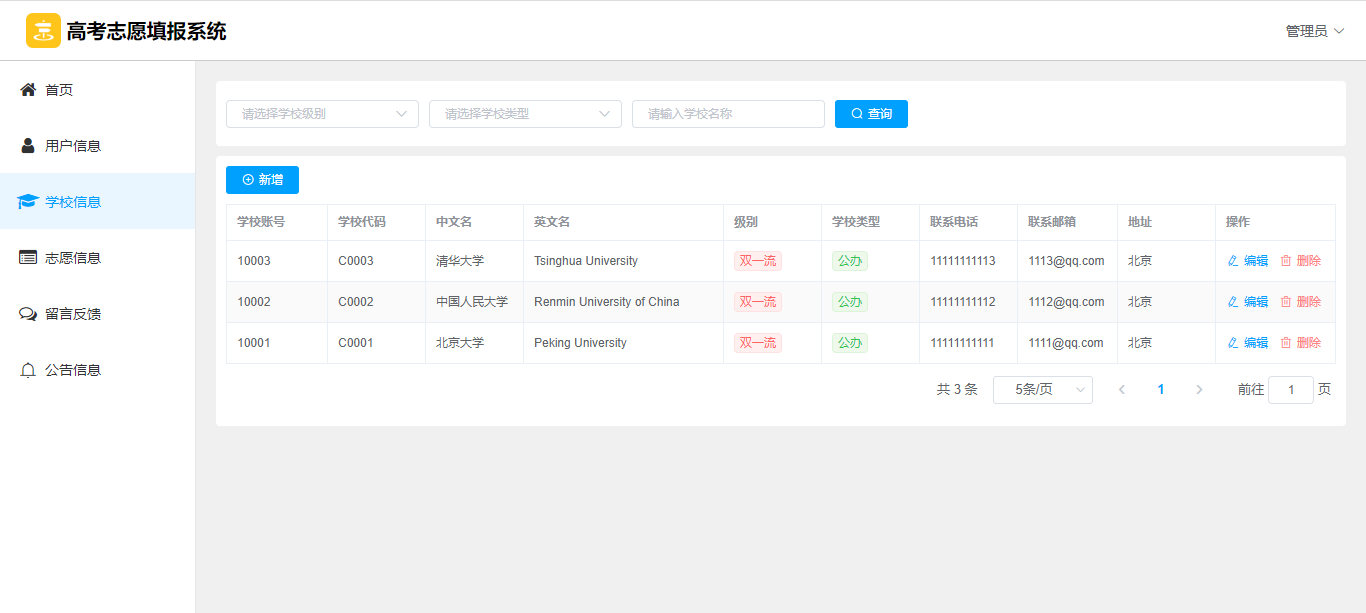 高考志愿填报系统
管理员
首页
用户信息
学校信息
志愿信息
留言反馈
公告信息
请选择学校级别 请选择学校类型 请输入学校名称 查询
新增
学校账号 学校代码 中文名 英文名 级别 学校类型 联系电话 联系邮箱 地址 操作
10003 C0003 清华大学 Tsinghua University 双一流 公办 11111111113 1113@qq.com 北京 编辑 删除
10002 C0002 中国人民大学 Renmin University of China 双一流 公办 11111111112 1112@qq.com 北京 编辑 删除
10001 C0001 北京大学 Peking University 双一流 公办 11111111111 1111@qq.com 北京 编辑 删除
共 3 条 5条/页 1 前往 1 页